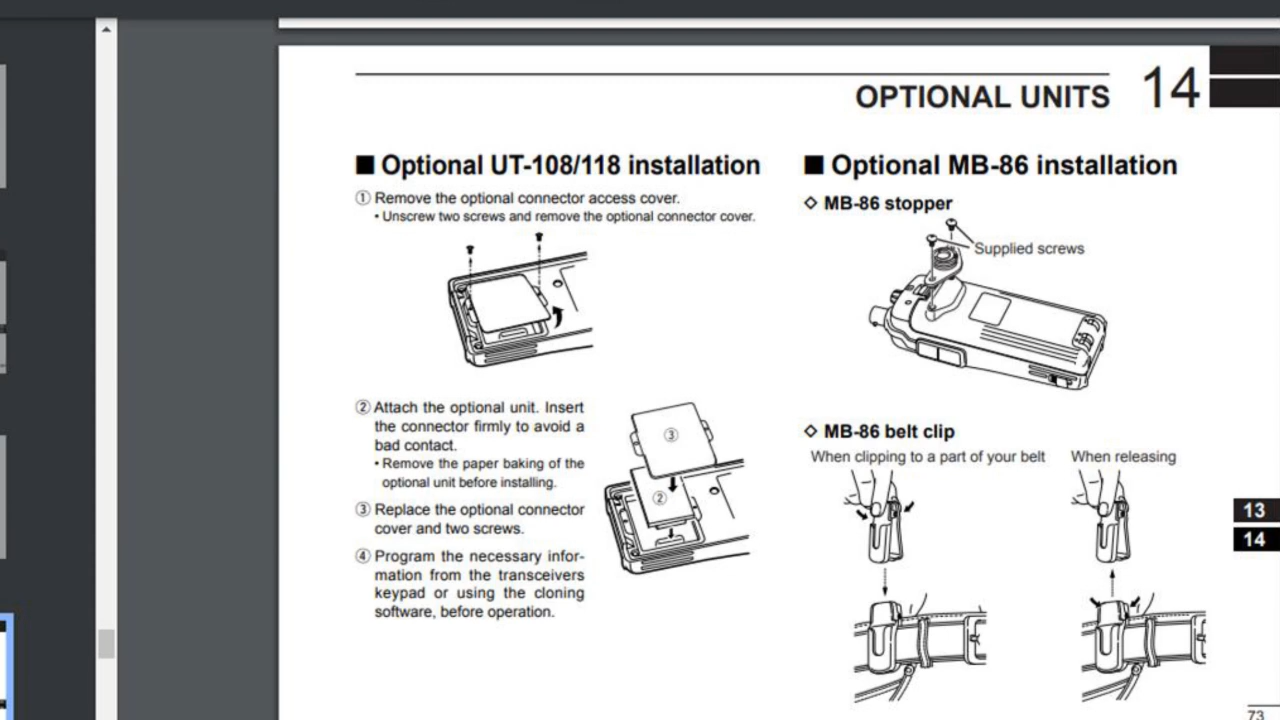 OPTIONAL UNITS 14
■ Optional UT-108/118 installation
① Remove the optional connector access cover.
• Unscrew two screws and remove the optional connector cover.
② Attach the optional unit. Insert
the connector firmly to avoid a
bad contact.
• Remove the paper baking of the
optional unit before installing.
③ Replace the optional connector
cover and two screws.
④ Program the necessary infor-
mation from the transceivers
keypad or using the cloning
software, before operation.
③
②
■ Optional MB-86 installation
◇ MB-86 stopper
Supplied screws
◇ MB-86 belt clip
When clipping to a part of your belt
When releasing
13
14
73